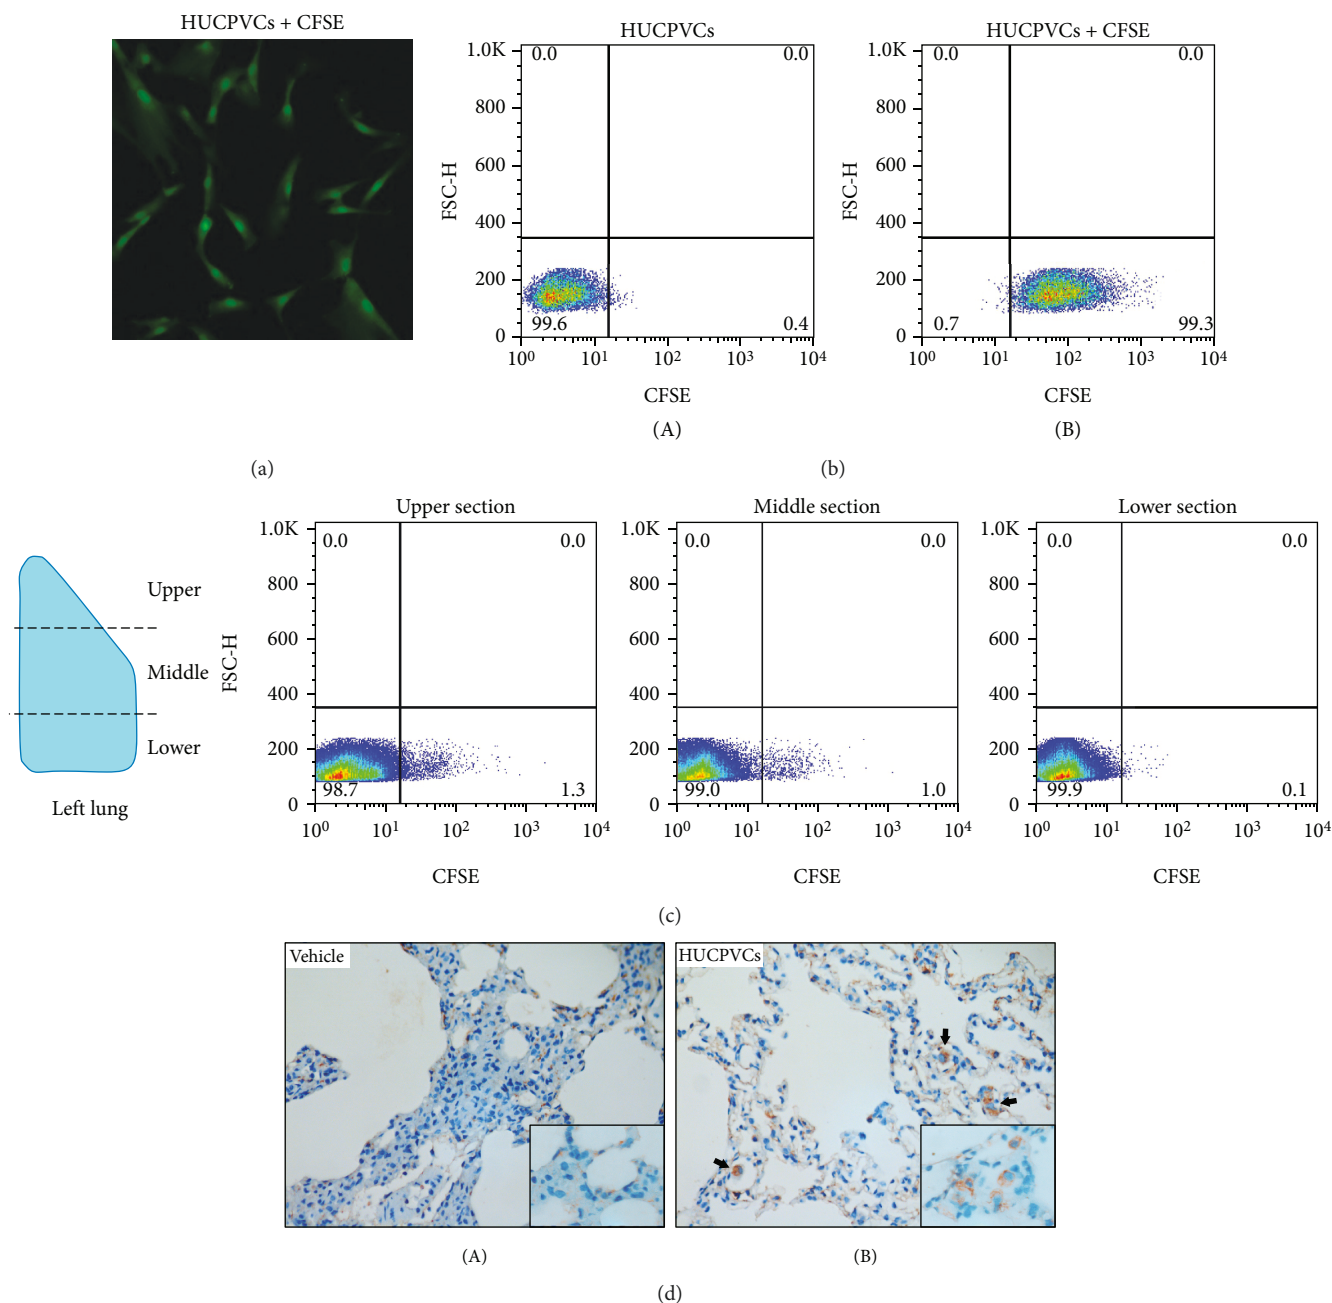 HUCPVCs + CFSE
HUCPVCs
HUCPVCs + CFSE
1.0K
800
600
400
200
0
FSC-H
0.0
0.0
99.6
0.4
10⁰
10¹
10²
10³
10⁴
CFSE
(A)
1.0K
800
600
400
200
0
FSC-H
0.0
0.0
0.7
99.3
10⁰
10¹
10²
10³
10⁴
CFSE
(B)
(a)
(b)
Upper
Middle
Lower
Left lung
Upper section
1.0K
800
600
400
200
0
FSC-H
0.0
0.0
98.7
1.3
10⁰
10¹
10²
10³
10⁴
CFSE
Middle section
1.0K
800
600
400
200
0
0.0
0.0
99.0
1.0
10⁰
10¹
10²
10³
10⁴
CFSE
Lower section
1.0K
800
600
400
200
0
0.0
0.0
99.9
0.1
10⁰
10¹
10²
10³
10⁴
CFSE
(c)
Vehicle
HUCPVCs
(A)
(B)
(d)